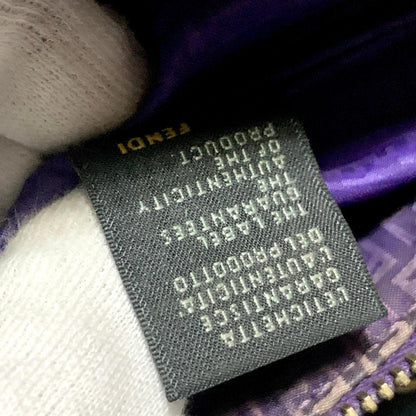 L'ETICHETTA
GARANTISCE
L'AUTENTICITA'
DEL PRODOTTO
THE LABEL
GUARANTEES
THE
AUTHENTICITY
OF THE
PRODUCT
FENDI